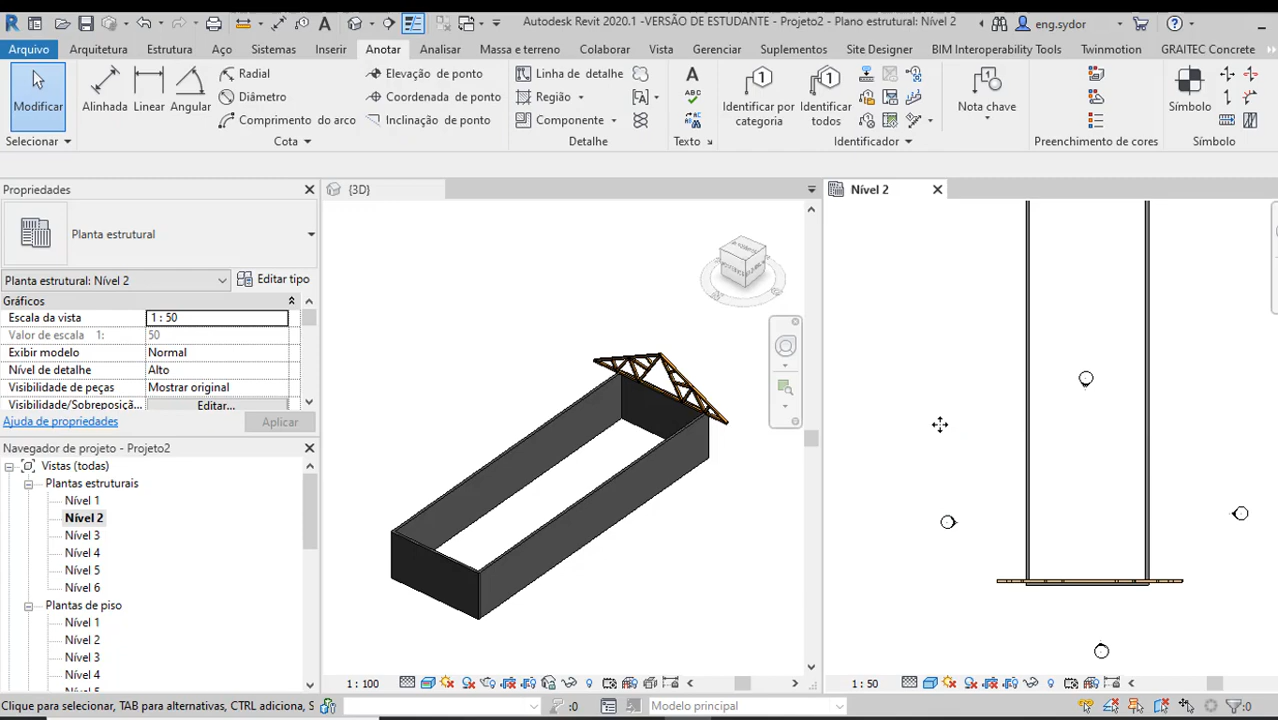 Autodesk Revit 2020.1 -VERSÃO DE ESTUDANTE - Projeto2 - Plano estrutural: Nível 2
eng.sydor
Arquivo Arquitetura Estrutura Aço Sistemas Inserir Anotar Analisar Massa e terreno Colaborar Vista Gerenciar Suplementos Site Designer BIM Interoperability Tools Twinmotion GRAITEC Concrete
Modificar
Alinhada Linear Angular
Radial
Diâmetro
Comprimento do arco
Elevação de ponto
Coordenada de ponto
Inclinação de ponto
Linha de detalhe
Região
Componente
A
ABC
Identificar por
categoria
Identificar
todos
Nota chave
Símbolo
Selecionar Cota Detalhe Texto Identificador Preenchimento de cores Símbolo
Propriedades
{3D}
Nível 2
Planta estrutural
Planta estrutural: Nível 2
Editar tipo
Gráficos
Escala da vista 1 : 50
Valor de escala 1: 50
Exibir modelo Normal
Nível de detalhe Alto
Visibilidade de peças Mostrar original
Visibilidade/Sobreposiçã... Editar...
Ajuda de propriedades Aplicar
Navegador de projeto - Projeto2
Vistas (todas)
Plantas estruturais
Nível 1
Nível 2
Nível 3
Nível 4
Nível 5
Nível 6
Plantas de piso
Nível 1
Nível 2
Nível 3
Nível 4
1 : 100
1 : 50
Clique para selecionar, TAB para alternativas, CTRL adiciona, S
:0
Modelo principal
:0